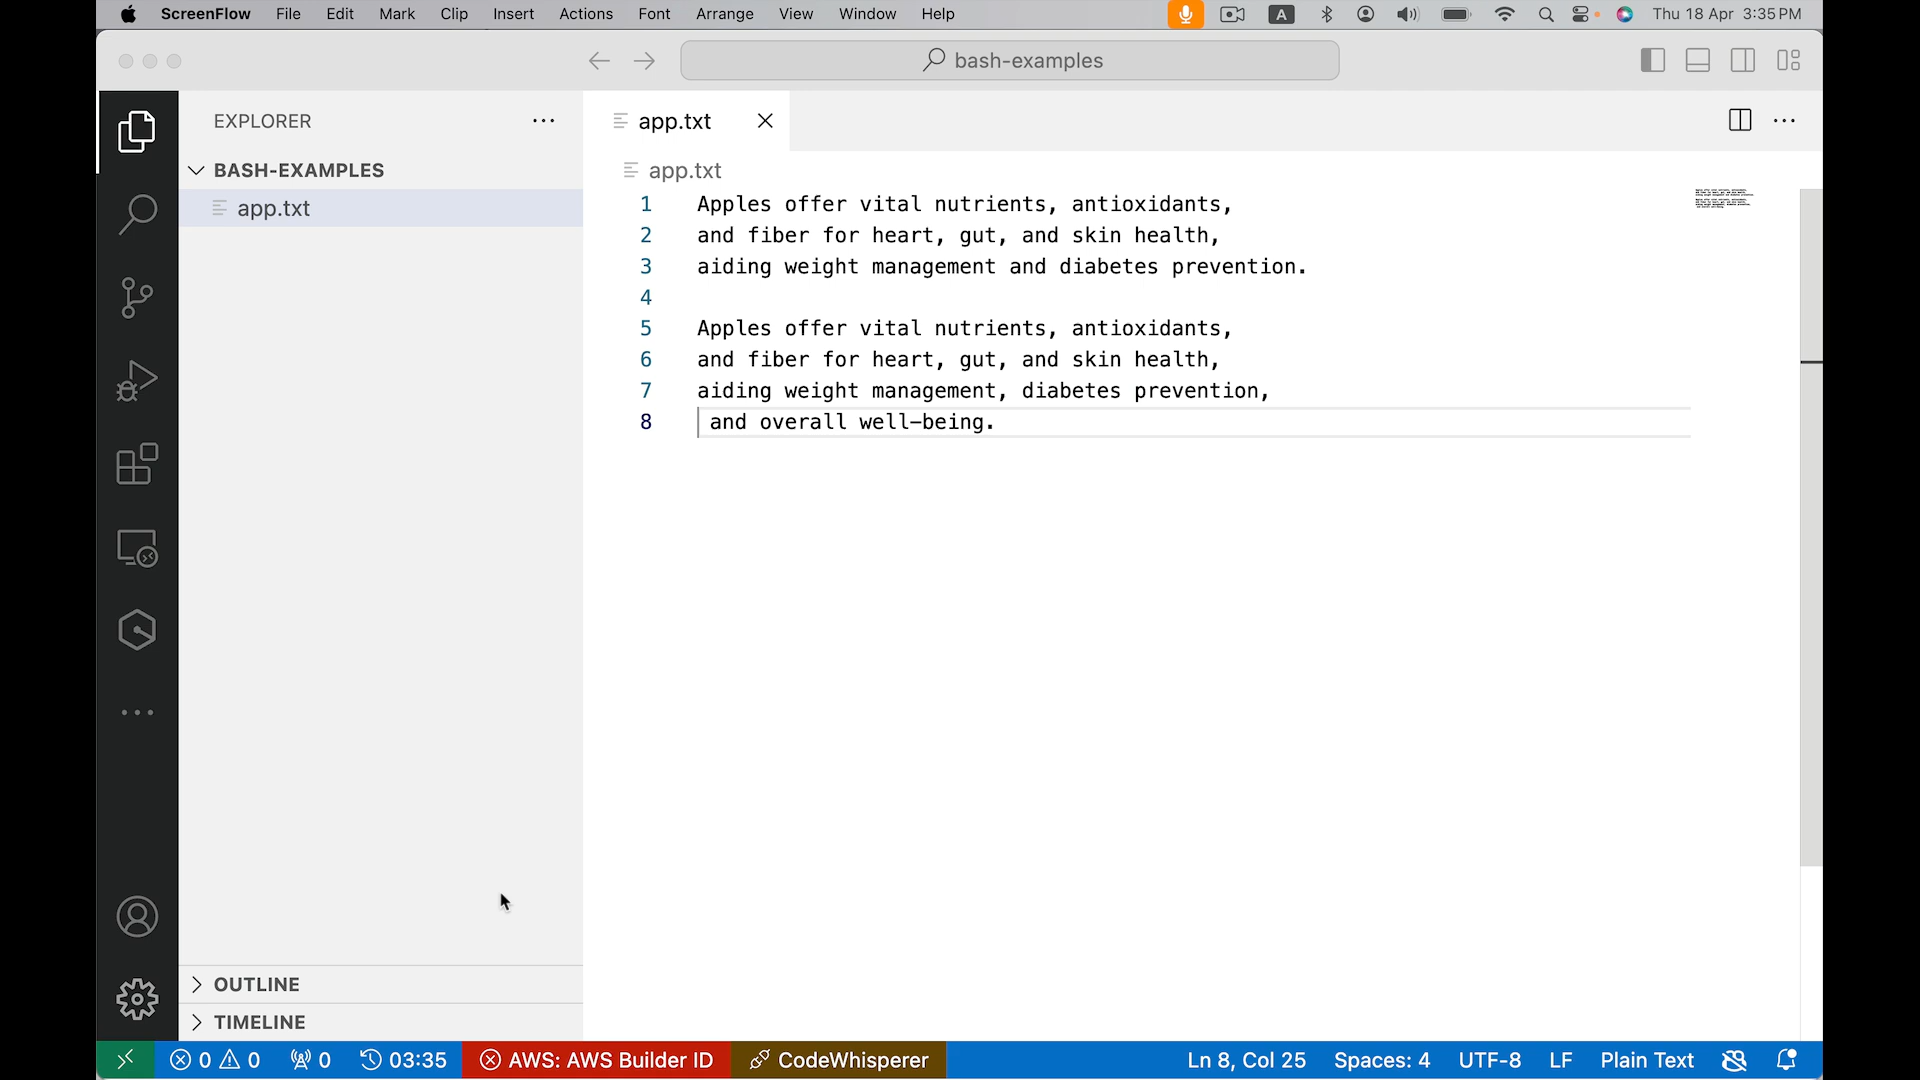 ScreenFlow File Edit Mark Clip Insert Actions Font Arrange View Window Help A Thu 18 Apr 3:35 PM
bash-examples
EXPLORER
app.txt
BASH-EXAMPLES
app.txt
app.txt
1 Apples offer vital nutrients, antioxidants,
2 and fiber for heart, gut, and skin health,
3 aiding weight management and diabetes prevention.
4
5 Apples offer vital nutrients, antioxidants,
6 and fiber for heart, gut, and skin health,
7 aiding weight management, diabetes prevention,
8 and overall well-being.
OUTLINE
TIMELINE
0 0 0 03:35 AWS: AWS Builder ID CodeWhisperer Ln 8, Col 25 Spaces: 4 UTF-8 LF Plain Text